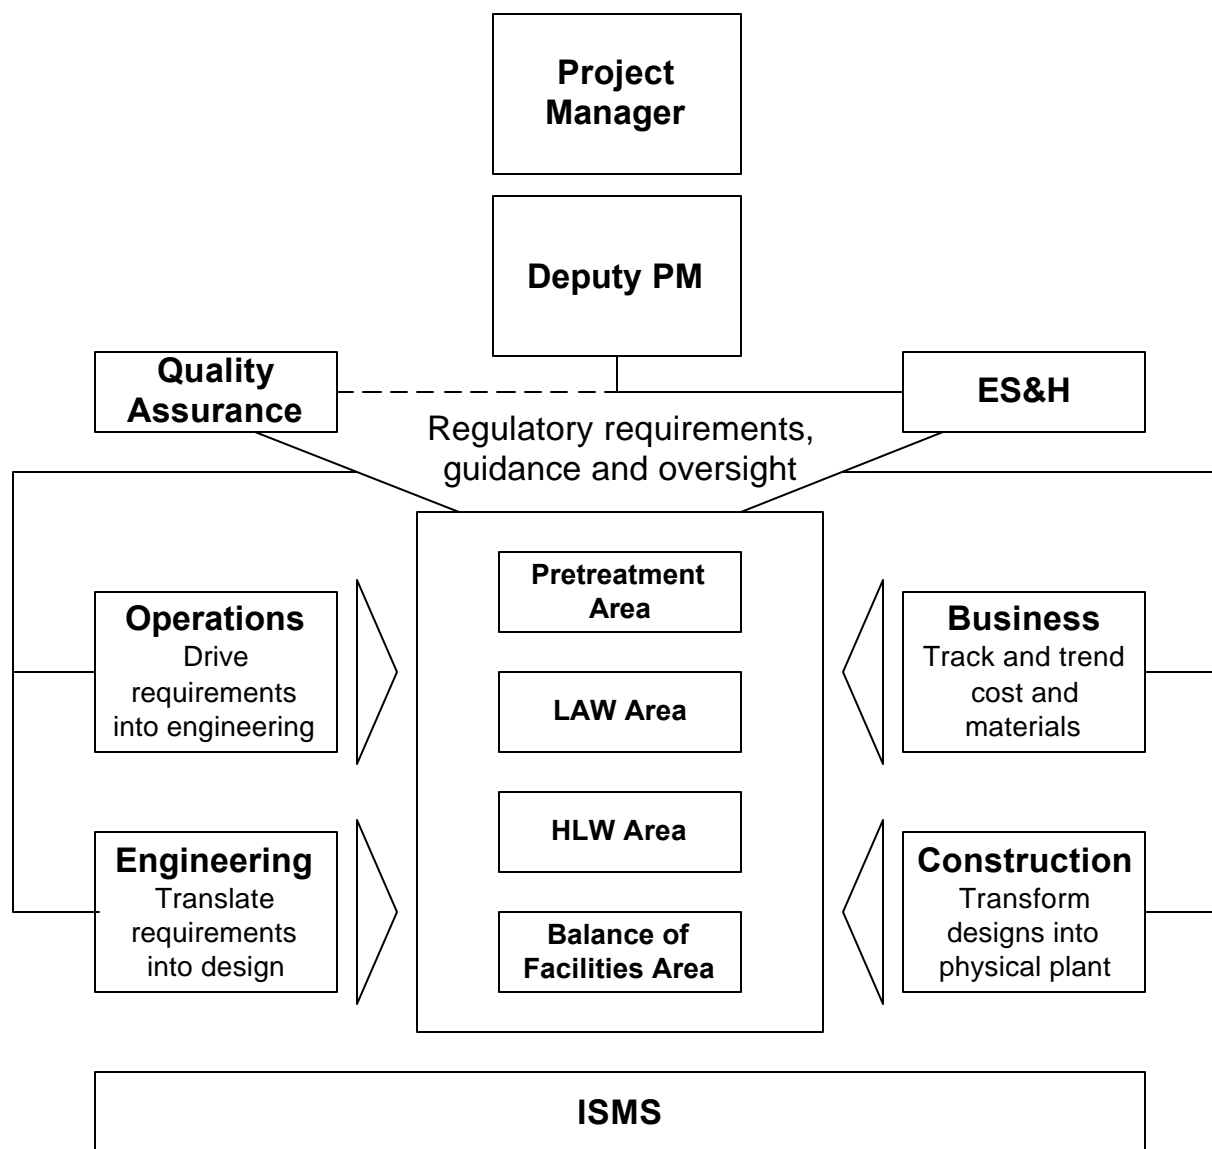 Project
Manager
Deputy PM
Quality
Assurance
ES&H
Regulatory requirements,
guidance and oversight
Pretreatment
Area
Operations
Drive
requirements
into engineering
LAW Area
Business
Track and trend
cost and
materials
HLW Area
Engineering
Translate
requirements
into design
Balance of
Facilities Area
Construction
Transform
designs into
physical plant
ISMS